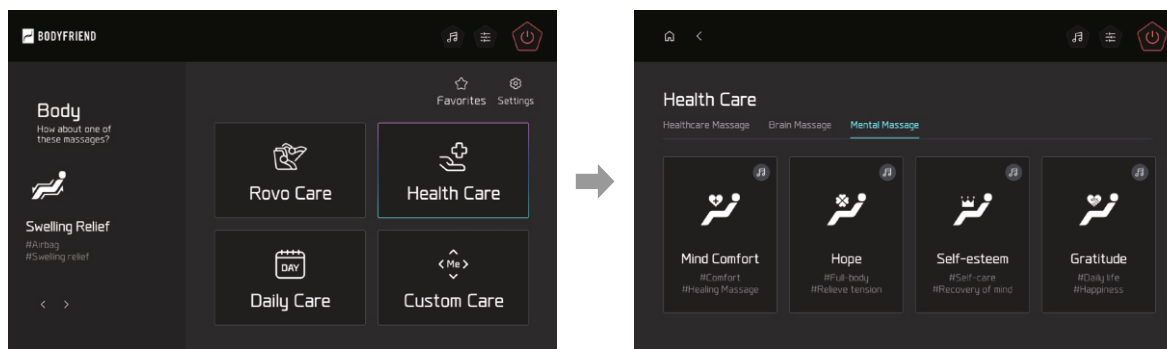 BODYFRIEND
Favorites
Settings
Body
How about one of
these massages?
Swelling Relief
#Airbag
#Swelling relief
Rovo Care
Health Care
DAY
Daily Care
Me
Custom Care
Health Care
Healthcare Massage
Brain Massage
Mental Massage
Mind Comfort
#Comfort
#Healing Massage
Hope
#Full-body
#Relieve tension
Self-esteem
#Self-care
#Recovery of mind
Gratitude
#Daily life
#Happiness